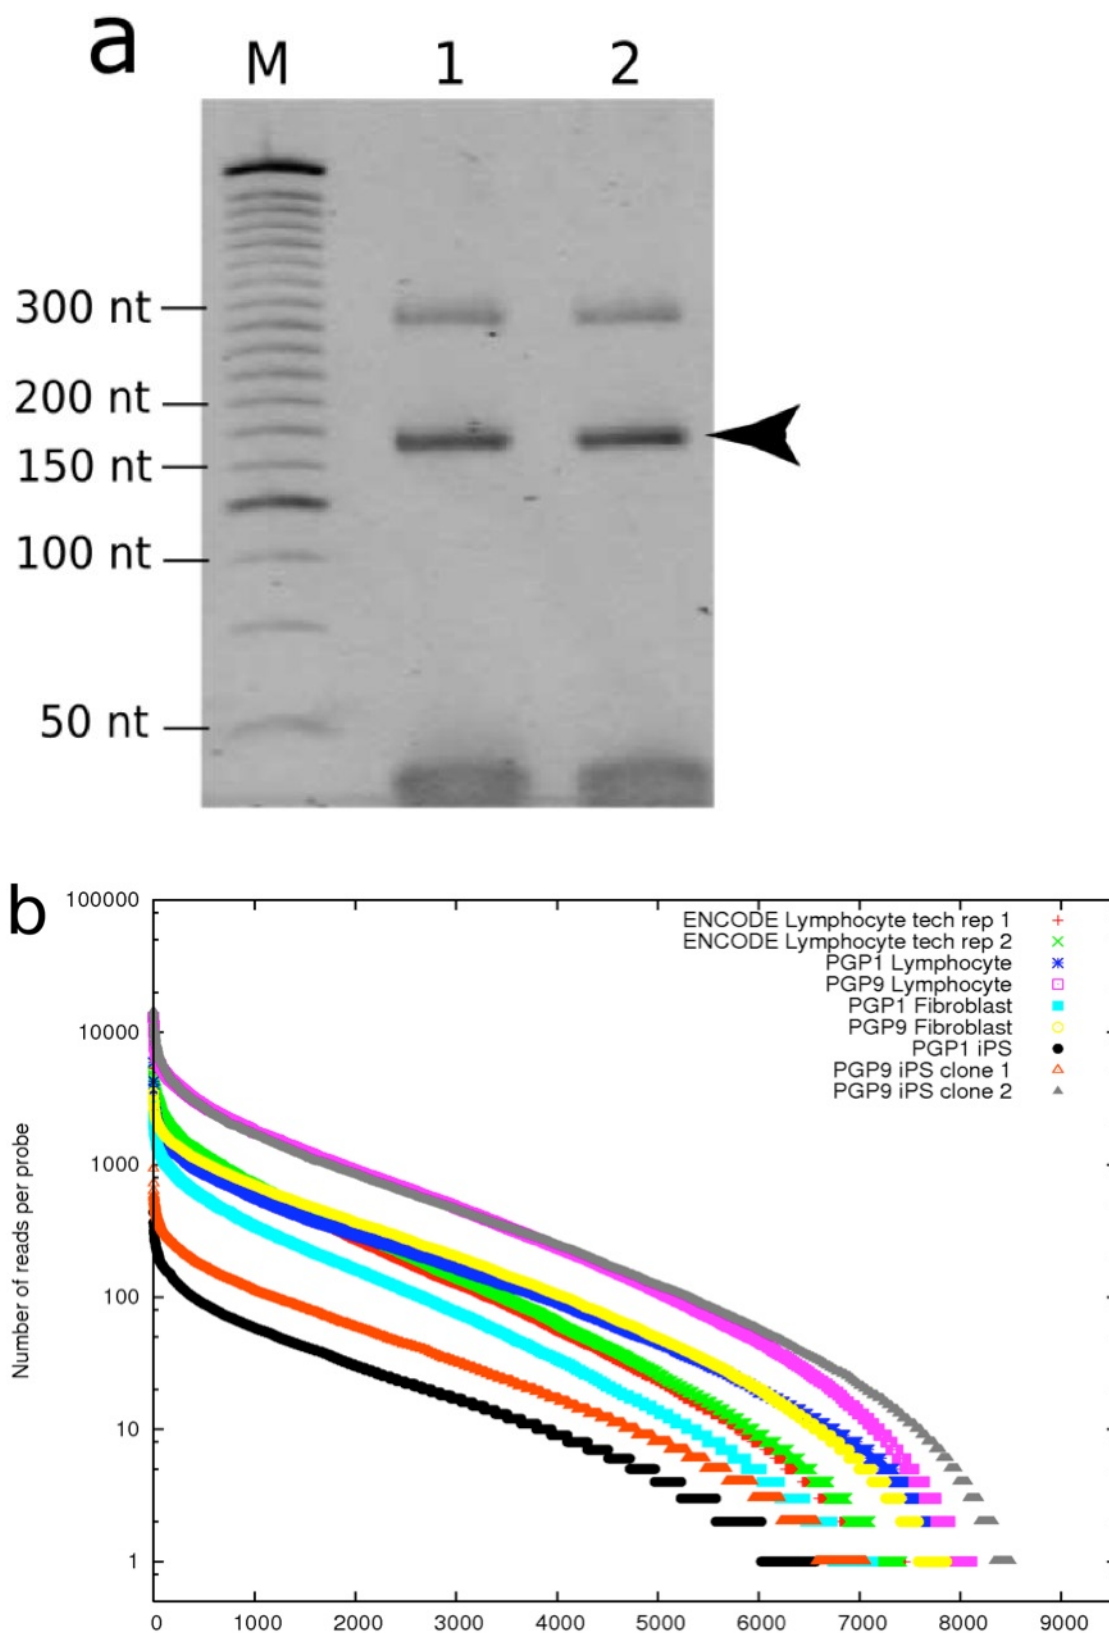 a
M 1 2
300 nt
200 nt
150 nt
100 nt
50 nt
b
100000
10000
1000
100
10
1
Number of reads per probe
ENCODE Lymphocyte tech rep 1
ENCODE Lymphocyte tech rep 2
PGP1 Lymphocyte
PGP9 Lymphocyte
PGP1 Fibroblast
PGP9 Fibroblast
PGP1 iPS
PGP9 iPS clone 1
PGP9 iPS clone 2
0 1000 2000 3000 4000 5000 6000 7000 8000 9000